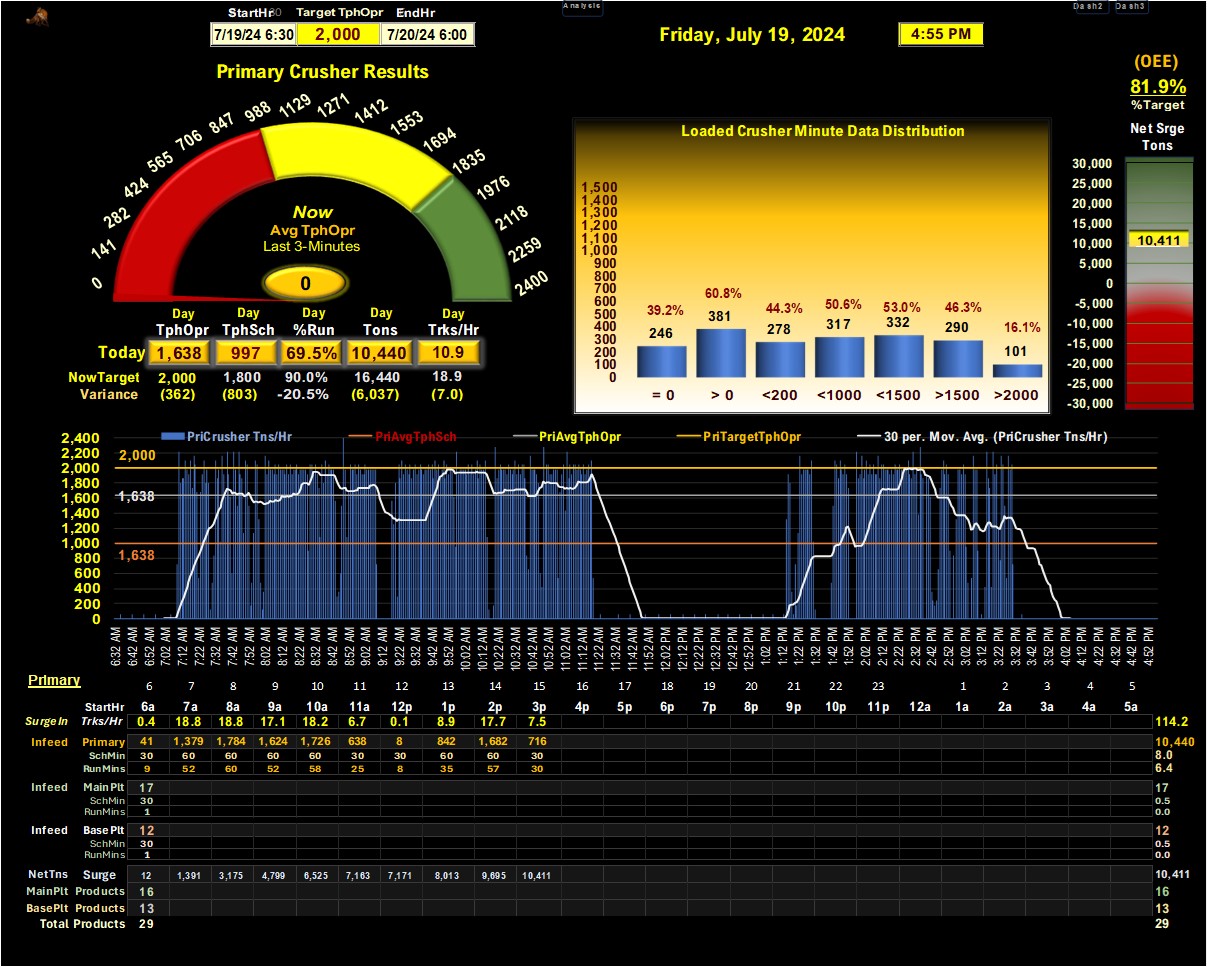 Analysis
Dash2 Dash3
StartHr30 Target TphOpr EndHr
7/19/24 6:30 2,000 7/20/24 6:00
Friday, July 19, 2024 4:55 PM
Primary Crusher Results
(OEE)
81.9%
%Target
Net Srge
Tons
0 141 282 424 565 706 847 988 1129 1271 1412 1553 1694 1835 1976 2118 2259 2400
Now
Avg TphOpr
Last 3-Minutes
0
Day Day Day Day Day
TphOpr TphSch %Run Tons Trks/Hr
Today 1,638 997 69.5% 10,440 10.9
NowTarget 2,000 1,800 90.0% 16,440 18.9
Variance (362) (803) -20.5% (6,037) (7.0)
Loaded Crusher Minute Data Distribution
1,500
1,400
1,300
1,200
1,100
1,000
900
800
700
600
500
400
300
200
100
0
39.2% 60.8% 44.3% 50.6% 53.0% 46.3% 16.1%
246 381 278 317 332 290 101
= 0 > 0 <200 <1000 <1500 >1500 >2000
30,000
25,000
20,000
15,000
10,000
5,000
0
-5,000
-10,000
-15,000
-20,000
-25,000
-30,000
10,411
PriCrusher Tns/Hr PriAvgTphSch PriAvgTphOpr PriTargetTphOpr 30 per. Mov. Avg. (PriCrusher Tns/Hr)
2,400
2,200
2,000
1,800
1,600
1,400
1,200
1,000
800
600
400
200
0
2,000
1,638
1,638
6:32 AM 6:42 AM 6:52 AM 7:02 AM 7:12 AM 7:22 AM 7:32 AM 7:42 AM 7:52 AM 8:02 AM 8:12 AM 8:22 AM 8:32 AM 8:42 AM 8:52 AM 9:02 AM 9:12 AM 9:22 AM 9:32 AM 9:42 AM 9:52 AM 10:02 AM 10:12 AM 10:22 AM 10:32 AM 10:42 AM 10:52 AM 11:02 AM 11:12 AM 11:22 AM 11:32 AM 11:42 AM 11:52 AM 12:02 PM 12:12 PM 12:22 PM 12:32 PM 12:42 PM 12:52 PM 1:02 PM 1:12 PM 1:22 PM 1:32 PM 1:42 PM 1:52 PM 2:02 PM 2:12 PM 2:22 PM 2:32 PM 2:42 PM 2:52 PM 3:02 PM 3:12 PM 3:22 PM 3:32 PM 3:42 PM 3:52 PM 4:02 PM 4:12 PM 4:22 PM 4:32 PM 4:42 PM 4:52 PM
Primary 6 7 8 9 10 11 12 13 14 15 16 17 18 19 20 21 22 23 1 2 3 4 5
StartHr 6a 7a 8a 9a 10a 11a 12p 1p 2p 3p 4p 5p 6p 7p 8p 9p 10p 11p 12a 1a 2a 3a 4a 5a
SurgeIn Trks/Hr 0.4 18.8 18.8 17.1 18.2 6.7 0.1 8.9 17.7 7.5 114.2
Infeed Primary 41 1,379 1,784 1,624 1,726 638 8 842 1,682 716 10,440
SchMin 30 60 60 60 60 30 30 60 60 30 8.0
RunMins 9 52 60 52 58 25 8 35 57 30 6.4
Infeed MainPlt 17 17
SchMin 30 0.5
RunMins 1 0.0
Infeed BasePlt 12 12
SchMin 30 0.5
RunMins 1 0.0
NetTns Surge 12 1,391 3,175 4,799 6,525 7,163 7,171 8,013 9,695 10,411 10,411
MainPlt Products 16 16
BasePlt Products 13 13
Total Products 29 29